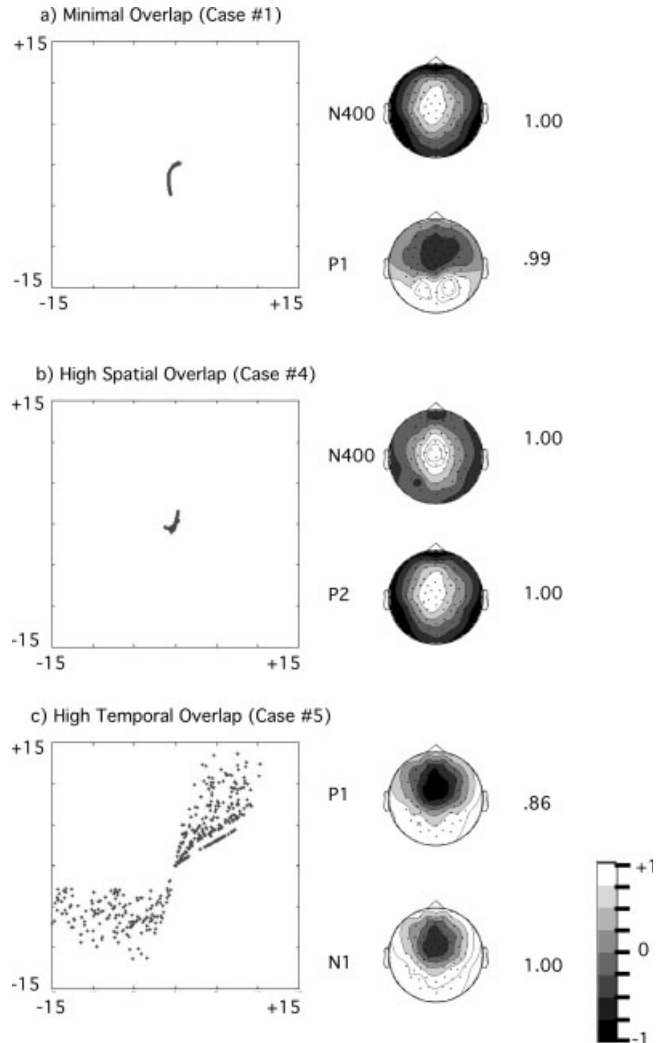 a) Minimal Overlap (Case #1)
+15
-15
-15
+15
N400
1.00
P1
.99
b) High Spatial Overlap (Case #4)
+15
-15
-15
+15
N400
1.00
P2
1.00
c) High Temporal Overlap (Case #5)
+15
-15
-15
+15
P1
.86
N1
1.00
+1
0
-1